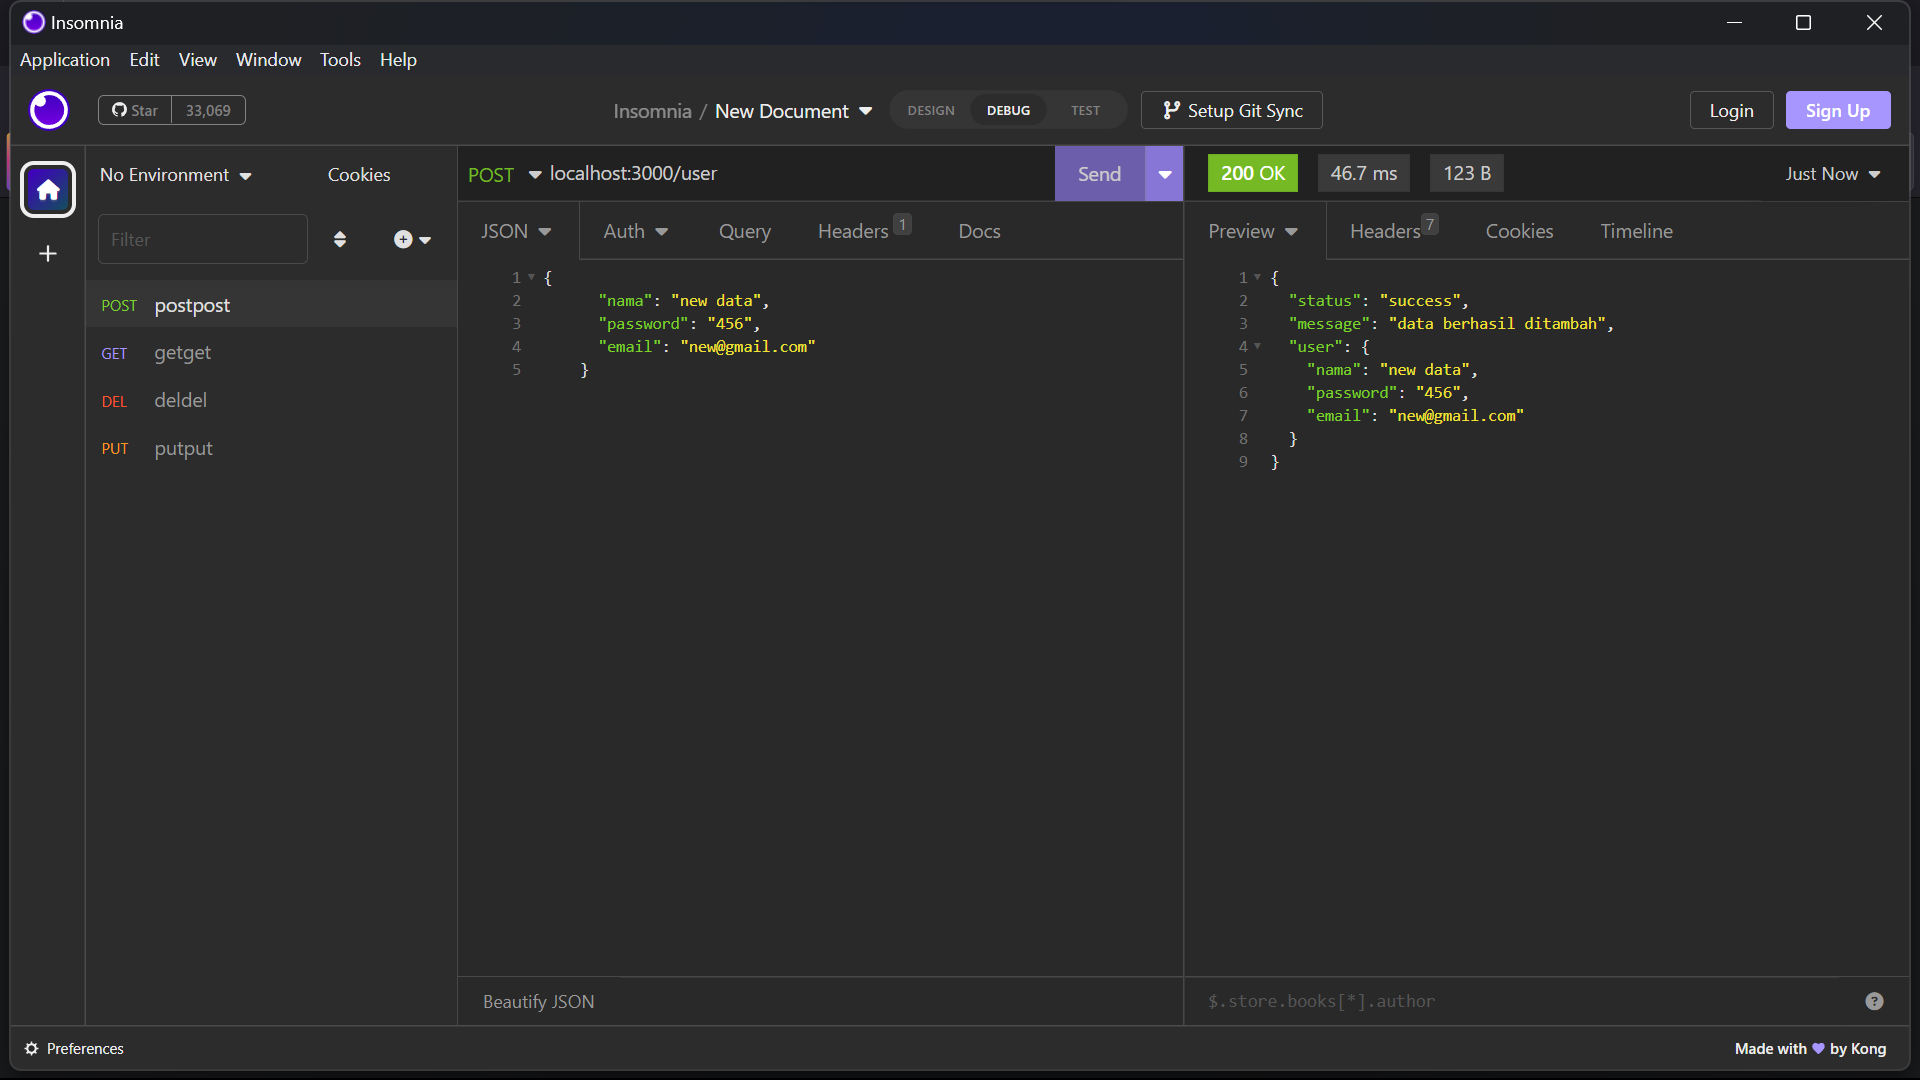 Insomnia
Application Edit View Window Tools Help
Star 33,069
Insomnia / New Document
DESIGN DEBUG TEST
Setup Git Sync
Login Sign Up
No Environment Cookies
Filter
POST postpost
GET getget
DEL deldel
PUT putput
POST localhost:3000/user Send
JSON Auth Query Headers 1 Docs
1 {
2 "nama": "new data",
3 "password": "456",
4 "email": "new@gmail.com"
5 }
Beautify JSON
200 OK 46.7 ms 123 B Just Now
Preview Headers 7 Cookies Timeline
1 {
2 "status": "success",
3 "message": "data berhasil ditambah",
4 "user": {
5 "nama": "new data",
6 "password": "456",
7 "email": "new@gmail.com"
8 }
9 }
$.store.books[*].author ?
Preferences
Made with 💜 by Kong